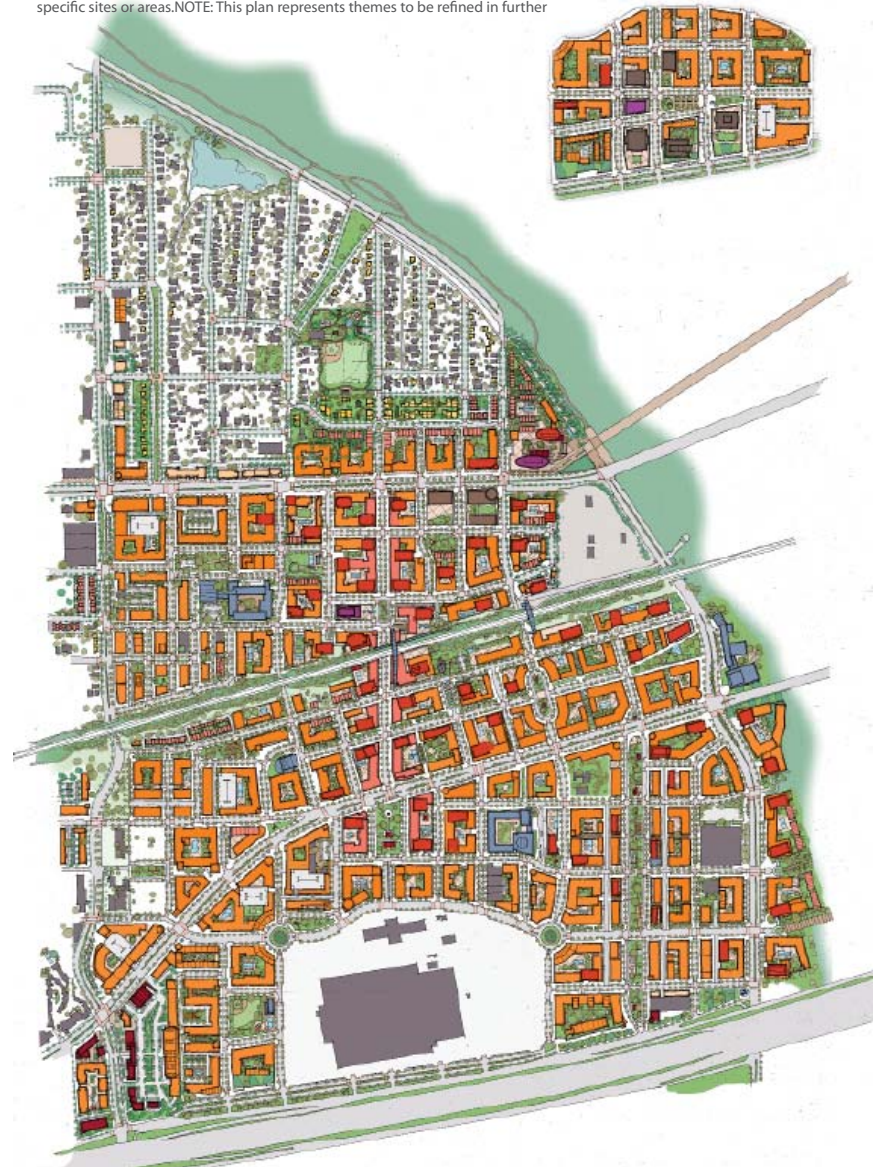 specific sites or areas.NOTE: This plan represents themes to be refined in further